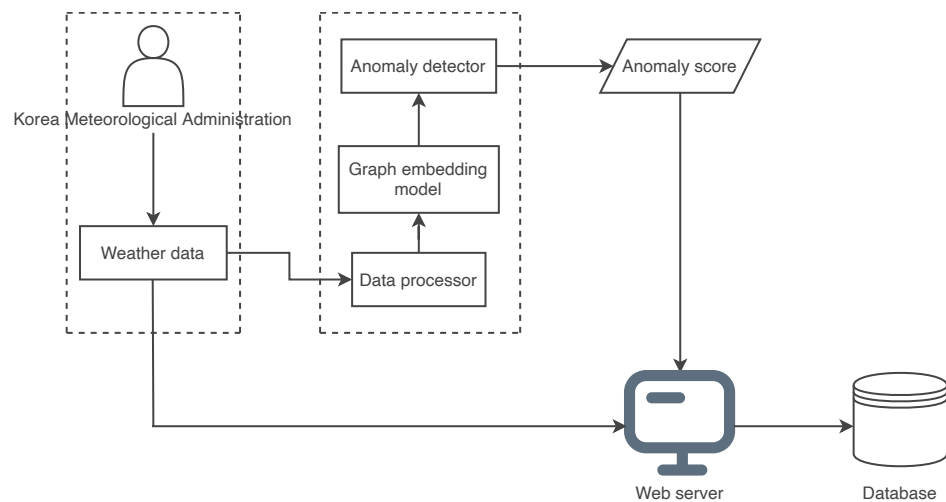 Korea Meteorological Administration
Weather data
Anomaly detector
Graph embedding
model
Data processor
Anomaly score
Web server
Database